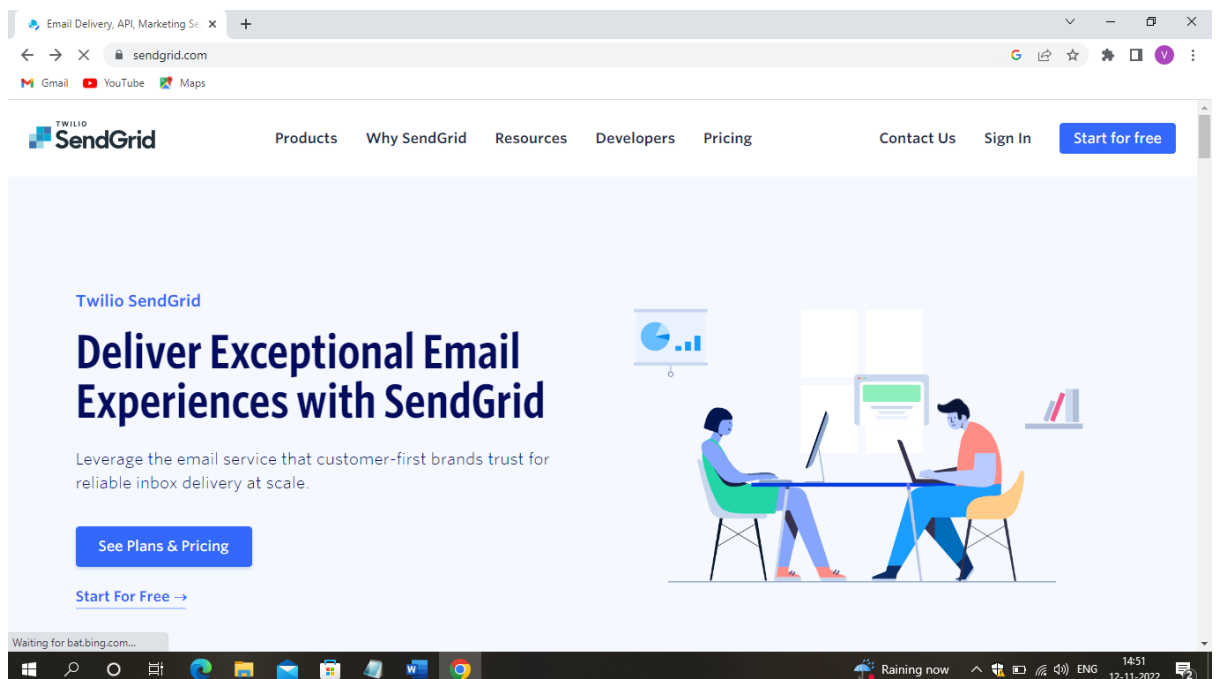 Email Delivery, API, Marketing Se
sendgrid.com
G
V
Gmail YouTube Maps
TWILIO
SendGrid
Products Why SendGrid Resources Developers Pricing Contact Us Sign In Start for free
Twilio SendGrid
Deliver Exceptional Email
Experiences with SendGrid
Leverage the email service that customer-first brands trust for
reliable inbox delivery at scale.
See Plans & Pricing
Start For Free →
Waiting for bat.bing.com...
W
Raining now ENG 14:51
12-11-2022
2